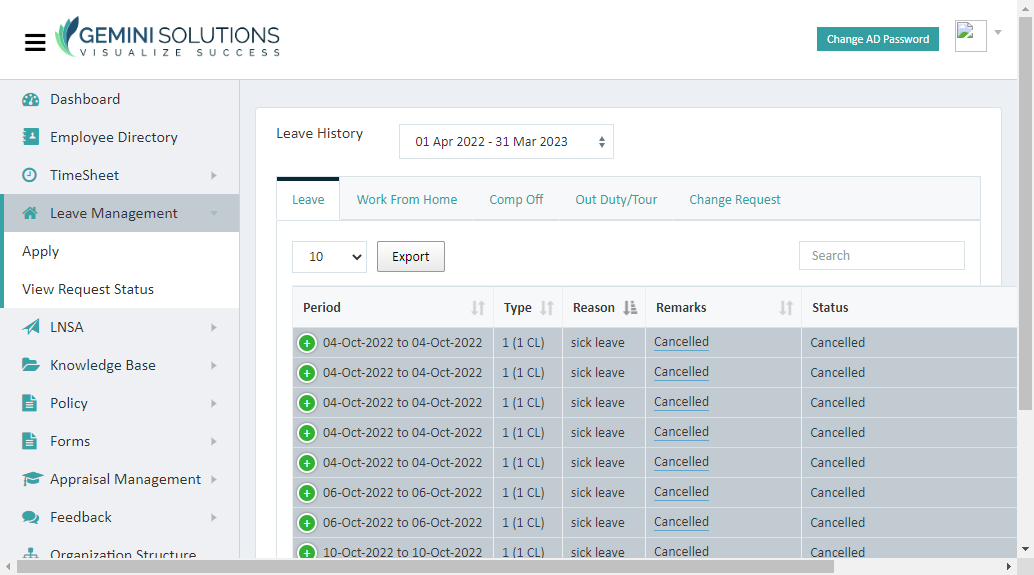 GEMINI SOLUTIONS
VISUALIZE SUCCESS
Change AD Password
Dashboard
Employee Directory
TimeSheet
Leave Management
Apply
View Request Status
LNSA
Knowledge Base
Policy
Forms
Appraisal Management
Feedback
Organization Structure
Leave History
01 Apr 2022 - 31 Mar 2023
Leave Work From Home Comp Off Out Duty/Tour Change Request
10 Export Search
Period Type Reason Remarks Status
04-Oct-2022 to 04-Oct-2022 1 (1 CL) sick leave Cancelled Cancelled
04-Oct-2022 to 04-Oct-2022 1 (1 CL) sick leave Cancelled Cancelled
04-Oct-2022 to 04-Oct-2022 1 (1 CL) sick leave Cancelled Cancelled
04-Oct-2022 to 04-Oct-2022 1 (1 CL) sick leave Cancelled Cancelled
04-Oct-2022 to 04-Oct-2022 1 (1 CL) sick leave Cancelled Cancelled
06-Oct-2022 to 06-Oct-2022 1 (1 CL) sick leave Cancelled Cancelled
06-Oct-2022 to 06-Oct-2022 1 (1 CL) sick leave Cancelled Cancelled
10-Oct-2022 to 10-Oct-2022 1 (1 CL) sick leave Cancelled Cancelled